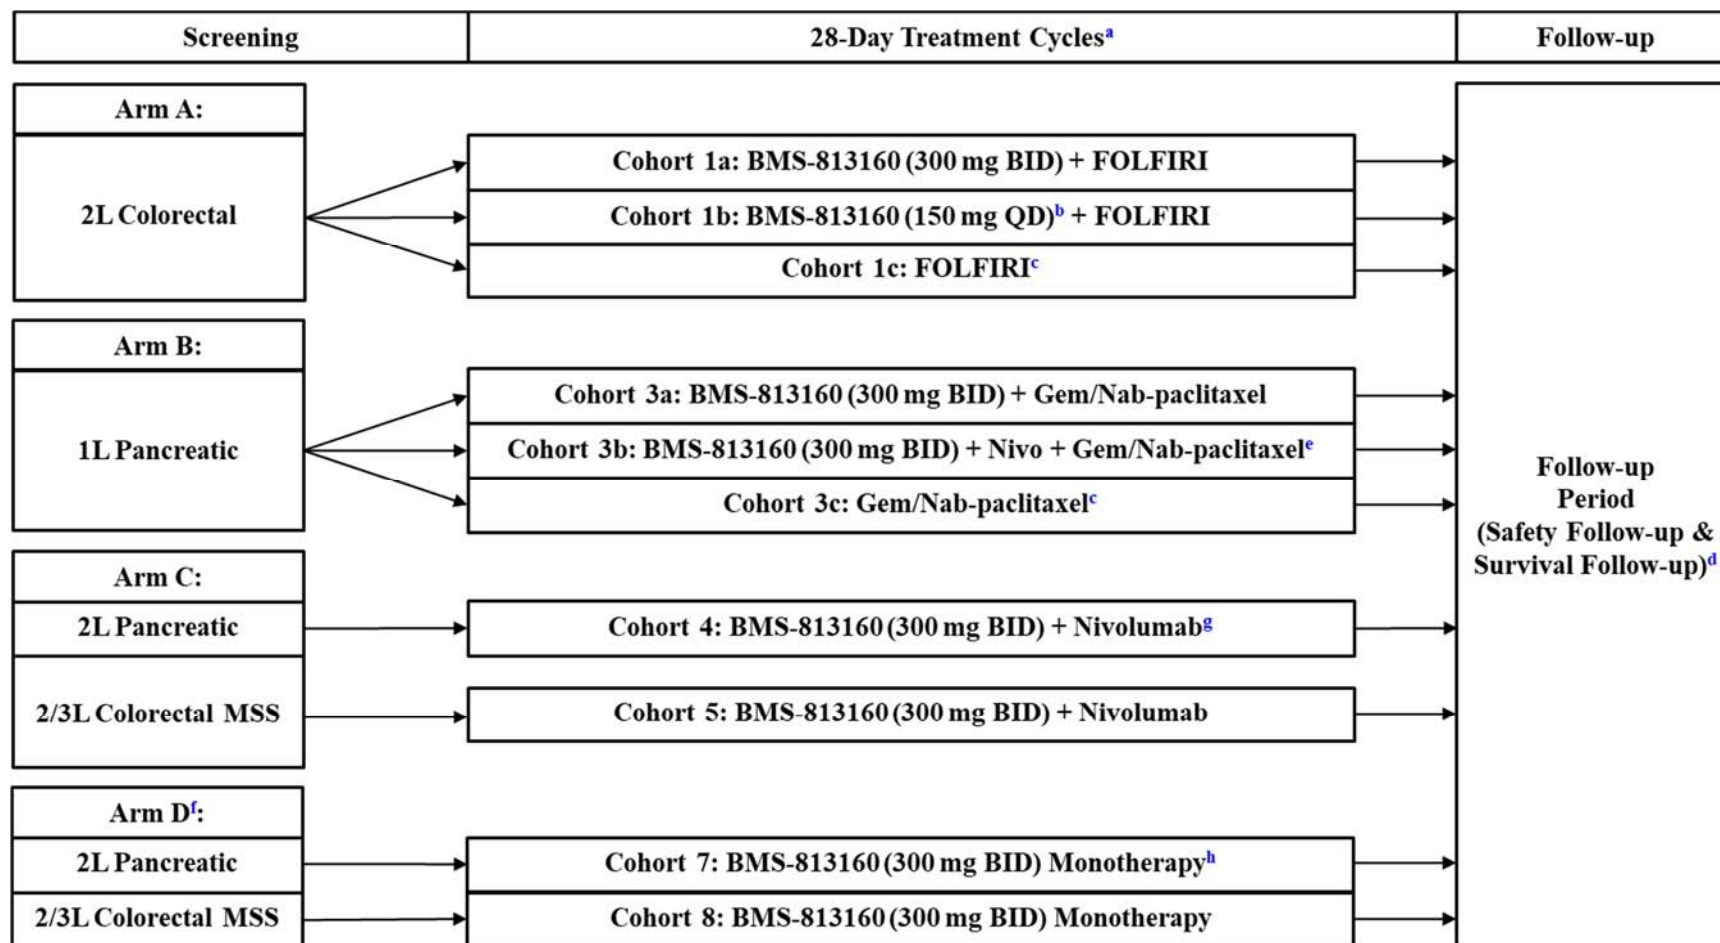 Screening
28-Day Treatment Cyclesᵃ
Follow-up
Arm A:
2L Colorectal
Cohort 1a: BMS-813160 (300 mg BID) + FOLFIRI
Cohort 1b: BMS-813160 (150 mg QD)ᵇ + FOLFIRI
Cohort 1c: FOLFIRIᶜ
Arm B:
1L Pancreatic
Cohort 3a: BMS-813160 (300 mg BID) + Gem/Nab-paclitaxel
Cohort 3b: BMS-813160 (300 mg BID) + Nivo + Gem/Nab-paclitaxelᵉ
Cohort 3c: Gem/Nab-paclitaxelᶜ
Arm C:
2L Pancreatic
Cohort 4: BMS-813160 (300 mg BID) + Nivolumabᵍ
2/3L Colorectal MSS
Cohort 5: BMS-813160 (300 mg BID) + Nivolumab
Arm Dᶠ:
2L Pancreatic
Cohort 7: BMS-813160 (300 mg BID) Monotherapyʰ
2/3L Colorectal MSS
Cohort 8: BMS-813160 (300 mg BID) Monotherapy
Follow-up
Period
(Safety Follow-up &
Survival Follow-up)ᵈ